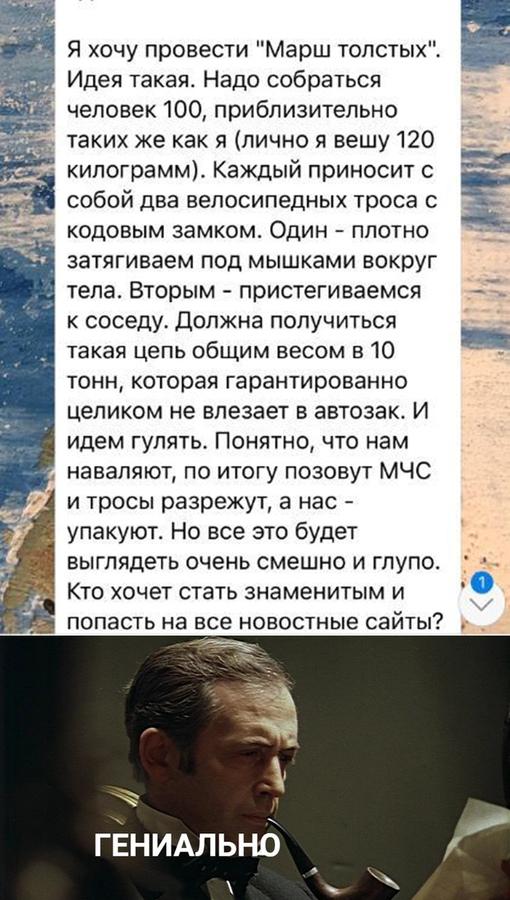 Я хочу провести "Марш толстых".
Идея такая. Надо собраться
человек 100, приблизительно
таких же как я (лично я вешу 120
килограмм). Каждый приносит с
собой два велосипедных троса с
кодовым замком. Один - плотно
затягиваем под мышками вокруг
тела. Вторым - пристегиваемся
к соседу. Должна получиться
такая цепь общим весом в 10
тонн, которая гарантированно
целиком не влезает в автозак. И
идем гулять. Понятно, что нам
наваляют, по итогу позовут МЧС
и тросы разрежут, а нас -
упакуют. Но все это будет
выглядеть очень смешно и глупо.
Кто хочет стать знаменитым и
попасть на все новостные сайты?
1
ГЕНИАЛЬНО